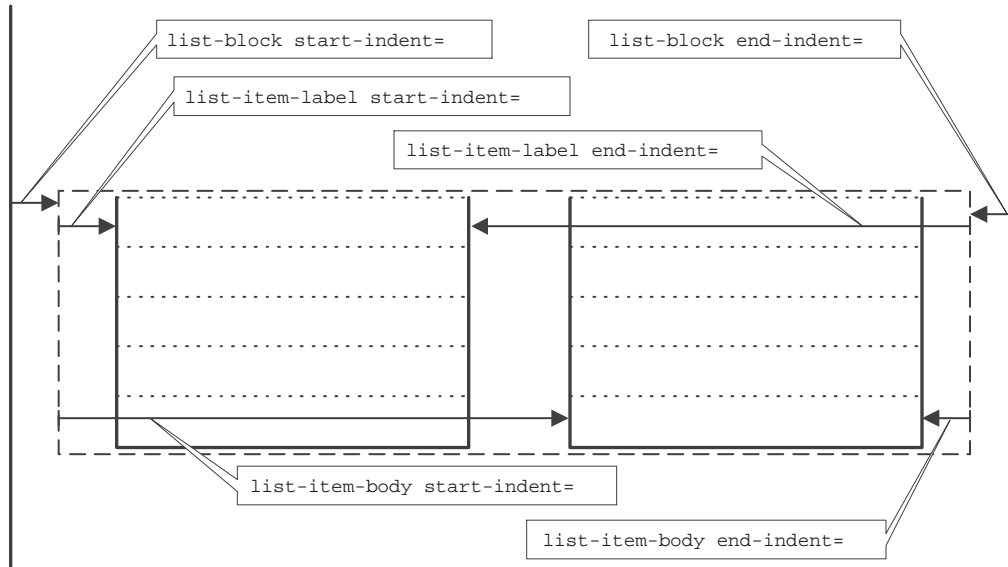 list-block start-indent=
list-block end-indent=
list-item-label start-indent=
list-item-label end-indent=
list-item-body start-indent=
list-item-body end-indent=